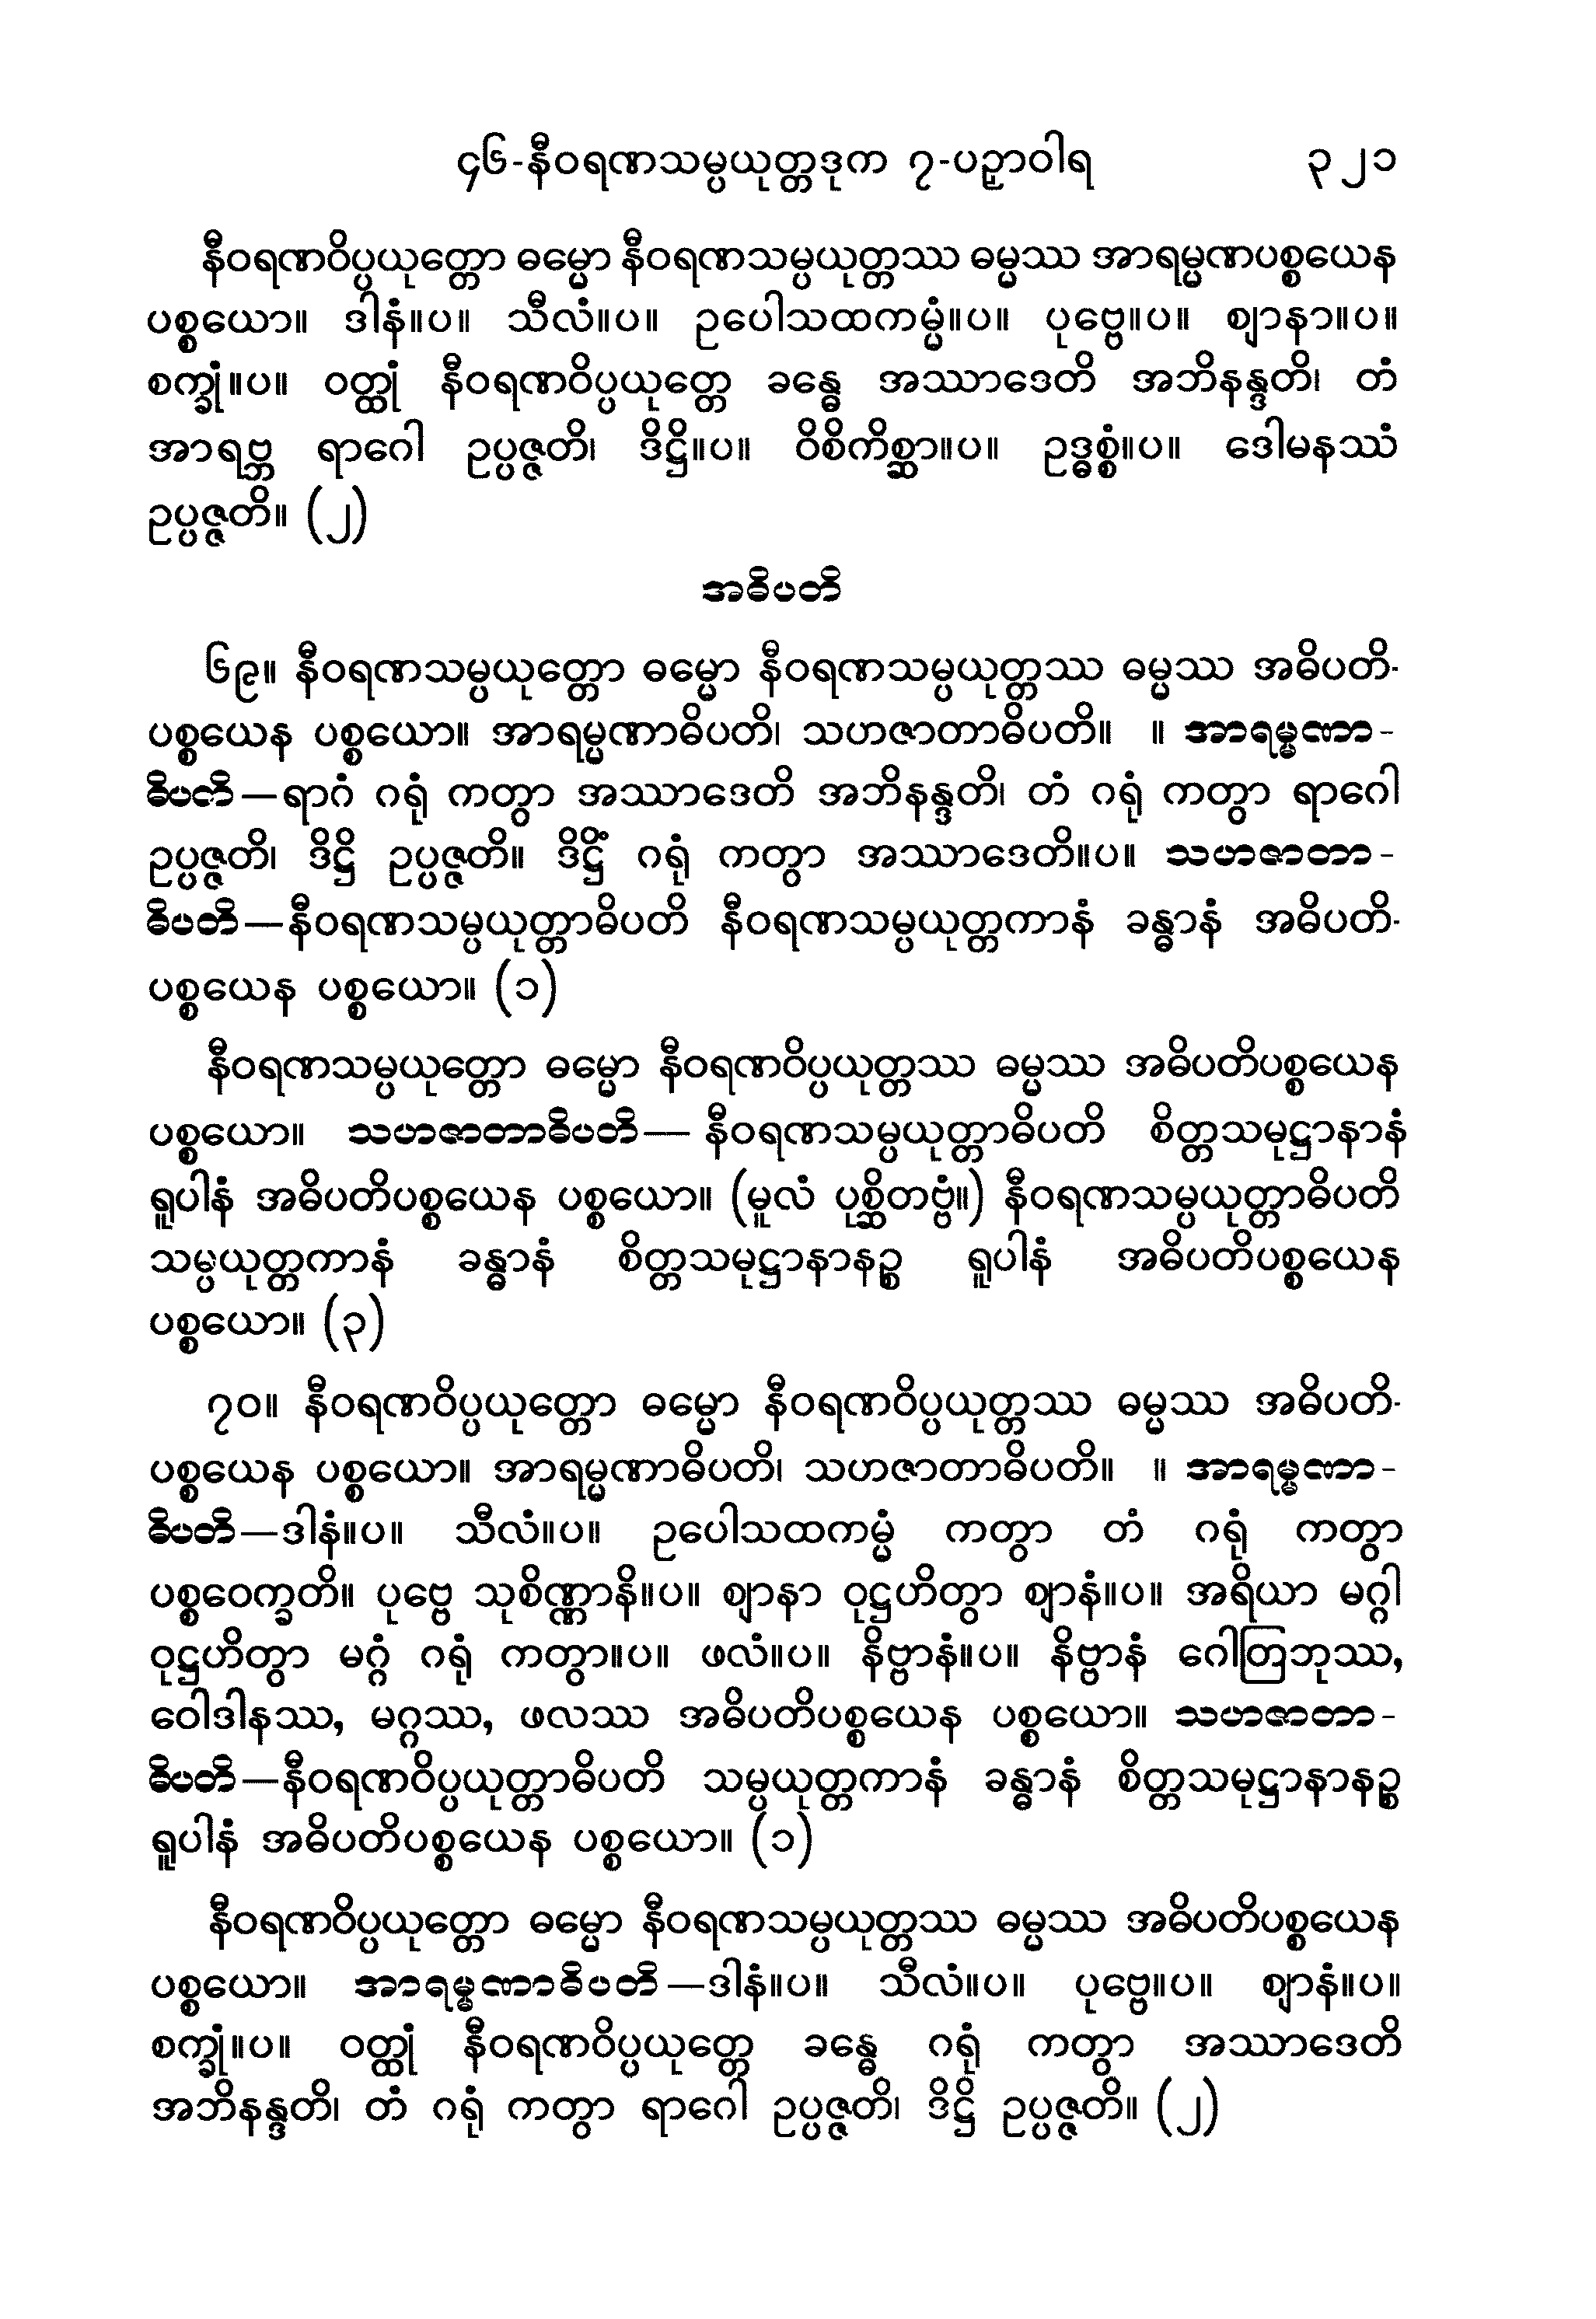 ၄၆-နီဝရဏသမ္ပယုတ္တဒုက ၇-ပဉှာဝါရ ၃၂၁
နီဝရဏဝိပ္ပယုတ္တော ဓမ္မော နီဝရဏသမ္ပယုတ္တဿ ဓမ္မဿ အာရမ္မဏပစ္စယေန
ပစ္စယော။ ဒါနံ။ပ။ သီလံ။ပ။ ဥပေါသထကမ္မံ။ပ။ ပုဗ္ဗေ။ပ။ ဈာနာ။ပ။
စက္ခုံ။ပ။ ဝတ္ထုံ နီဝရဏဝိပ္ပယုတ္တေ ခန္ဓေ အဿာဒေတိ အဘိနန္ဒတိ၊ တံ
အာရဗ္ဘ ရာဂေါ ဥပ္ပဇ္ဇတိ၊ ဒိဋ္ဌိ။ပ။ ဝိစိကိစ္ဆာ။ပ။ ဥဒ္ဓစ္စံ။ပ။ ဒေါမနဿံ
ဥပ္ပဇ္ဇတိ။ (၂)
အဓိပတိ
၆၉။ နီဝရဏသမ္ပယုတ္တော ဓမ္မော နီဝရဏသမ္ပယုတ္တဿ ဓမ္မဿ အဓိပတိ-
ပစ္စယေန ပစ္စယော။ အာရမ္မဏာဓိပတိ၊ သဟဇာတာဓိပတိ။ ။ အာရမ္မဏာ-
ဓိပတိ—ရာဂံ ဂရုံ ကတွာ အဿာဒေတိ အဘိနန္ဒတိ၊ တံ ဂရုံ ကတွာ ရာဂေါ
ဥပ္ပဇ္ဇတိ၊ ဒိဋ္ဌိ ဥပ္ပဇ္ဇတိ။ ဒိဋ္ဌိံ ဂရုံ ကတွာ အဿာဒေတိ။ပ။ သဟဇာတာ-
ဓိပတိ—နီဝရဏသမ္ပယုတ္တာဓိပတိ နီဝရဏသမ္ပယုတ္တကာနံ ခန္ဓာနံ အဓိပတိ-
ပစ္စယေန ပစ္စယော။ (၁)
နီဝရဏသမ္ပယုတ္တော ဓမ္မော နီဝရဏဝိပ္ပယုတ္တဿ ဓမ္မဿ အဓိပတိပစ္စယေန
ပစ္စယော။ သဟဇာတာဓိပတိ— နီဝရဏသမ္ပယုတ္တာဓိပတိ စိတ္တသမုဋ္ဌာနာနံ
ရူပါနံ အဓိပတိပစ္စယေန ပစ္စယော။ (မူလံ ပုစ္ဆိတဗ္ဗံ။) နီဝရဏသမ္ပယုတ္တာဓိပတိ
သမ္ပယုတ္တကာနံ ခန္ဓာနံ စိတ္တသမုဋ္ဌာနာနဉ္စ ရူပါနံ အဓိပတိပစ္စယေန
ပစ္စယော။ (၃)
၇၀။ နီဝရဏဝိပ္ပယုတ္တော ဓမ္မော နီဝရဏဝိပ္ပယုတ္တဿ ဓမ္မဿ အဓိပတိ-
ပစ္စယေန ပစ္စယော။ အာရမ္မဏာဓိပတိ၊ သဟဇာတာဓိပတိ။ ။ အာရမ္မဏာ-
ဓိပတိ—ဒါနံ။ပ။ သီလံ။ပ။ ဥပေါသထကမ္မံ ကတွာ တံ ဂရုံ ကတွာ
ပစ္စဝေက္ခတိ။ ပုဗ္ဗေ သုစိဏ္ဏာနိ။ပ။ ဈာနာ ဝုဋ္ဌဟိတွာ ဈာနံ။ပ။ အရိယာ မဂ္ဂါ
ဝုဋ္ဌဟိတွာ မဂ္ဂံ ဂရုံ ကတွာ။ပ။ ဖလံ။ပ။ နိဗ္ဗာနံ။ပ။ နိဗ္ဗာနံ ဂေါတြဘုဿ,
ဝေါဒါနဿ, မဂ္ဂဿ, ဖလဿ အဓိပတိပစ္စယေန ပစ္စယော။ သဟဇာတာ-
ဓိပတိ—နီဝရဏဝိပ္ပယုတ္တာဓိပတိ သမ္ပယုတ္တကာနံ ခန္ဓာနံ စိတ္တသမုဋ္ဌာနာနဉ္စ
ရူပါနံ အဓိပတိပစ္စယေန ပစ္စယော။ (၁)
နီဝရဏဝိပ္ပယုတ္တော ဓမ္မော နီဝရဏသမ္ပယုတ္တဿ ဓမ္မဿ အဓိပတိပစ္စယေန
ပစ္စယော။ အာရမ္မဏာဓိပတိ—ဒါနံ။ပ။ သီလံ။ပ။ ပုဗ္ဗေ။ပ။ ဈာနံ။ပ။
စက္ခုံ။ပ။ ဝတ္ထုံ နီဝရဏဝိပ္ပယုတ္တေ ခန္ဓေ ဂရုံ ကတွာ အဿာဒေတိ
အဘိနန္ဒတိ၊ တံ ဂရုံ ကတွာ ရာဂေါ ဥပ္ပဇ္ဇတိ၊ ဒိဋ္ဌိ ဥပ္ပဇ္ဇတိ။ (၂)